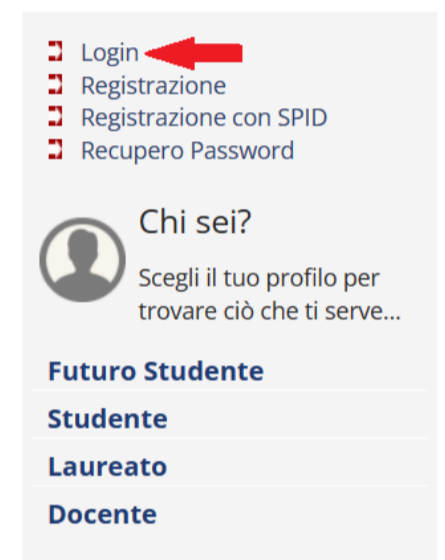 Login
Registrazione
Registrazione con SPID
Recupero Password
Chi sei?
Scegli il tuo profilo per
trovare ciò che ti serve...
Futuro Studente
Studente
Laureato
Docente